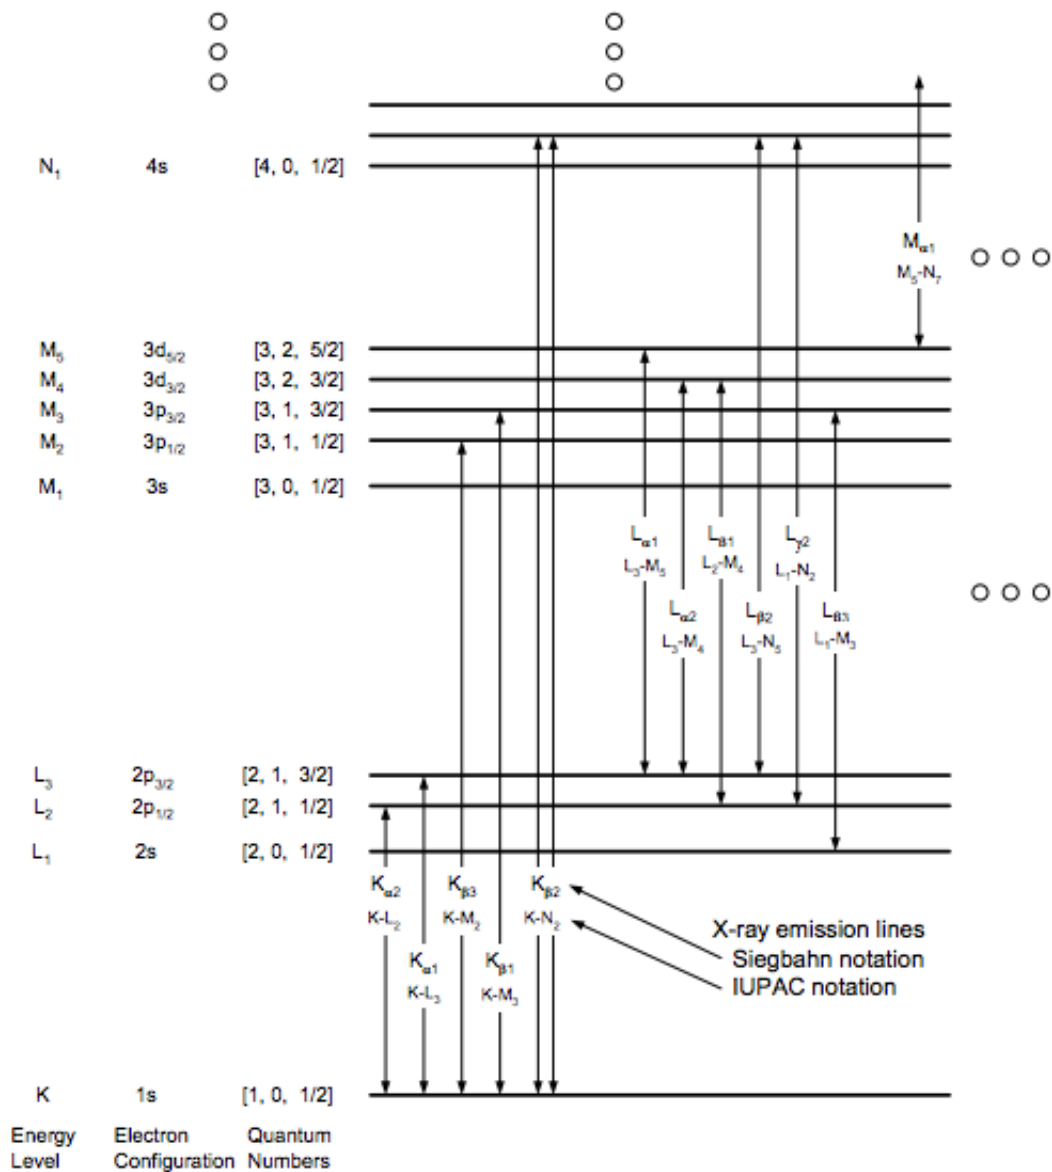 N₁ 4s [4, 0, 1/2]
Mα1
M₅-N₇
M₅ 3d₅/₂ [3, 2, 5/2]
M₄ 3d₃/₂ [3, 2, 3/2]
M₃ 3p₃/₂ [3, 1, 3/2]
M₂ 3p₁/₂ [3, 1, 1/2]
M₁ 3s [3, 0, 1/2]
Lα1 Lβ1 Lγ2
L₃-M₅ L₂-M₄ L₁-N₂
Lα2 Lβ2 Lβ3
L₃-M₄ L₃-N₅ L₁-M₃
L₃ 2p₃/₂ [2, 1, 3/2]
L₂ 2p₁/₂ [2, 1, 1/2]
L₁ 2s [2, 0, 1/2]
Kα2 Kβ3 Kβ2
K-L₂ K-M₂ K-N₂
X-ray emission lines
Kα1 Kβ1 Siegbahn notation
K-L₃ K-M₃ IUPAC notation
K 1s [1, 0, 1/2]
Energy Electron Quantum
Level Configuration Numbers